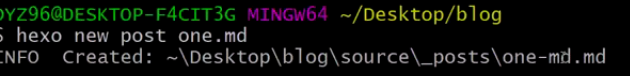 DYZ96@DESKTOP-F4CIT3G MINGW64 ~/Desktop/blog
$ hexo new post one.md
INFO  Created: ~\Desktop\blog\source\_posts\one-md.md